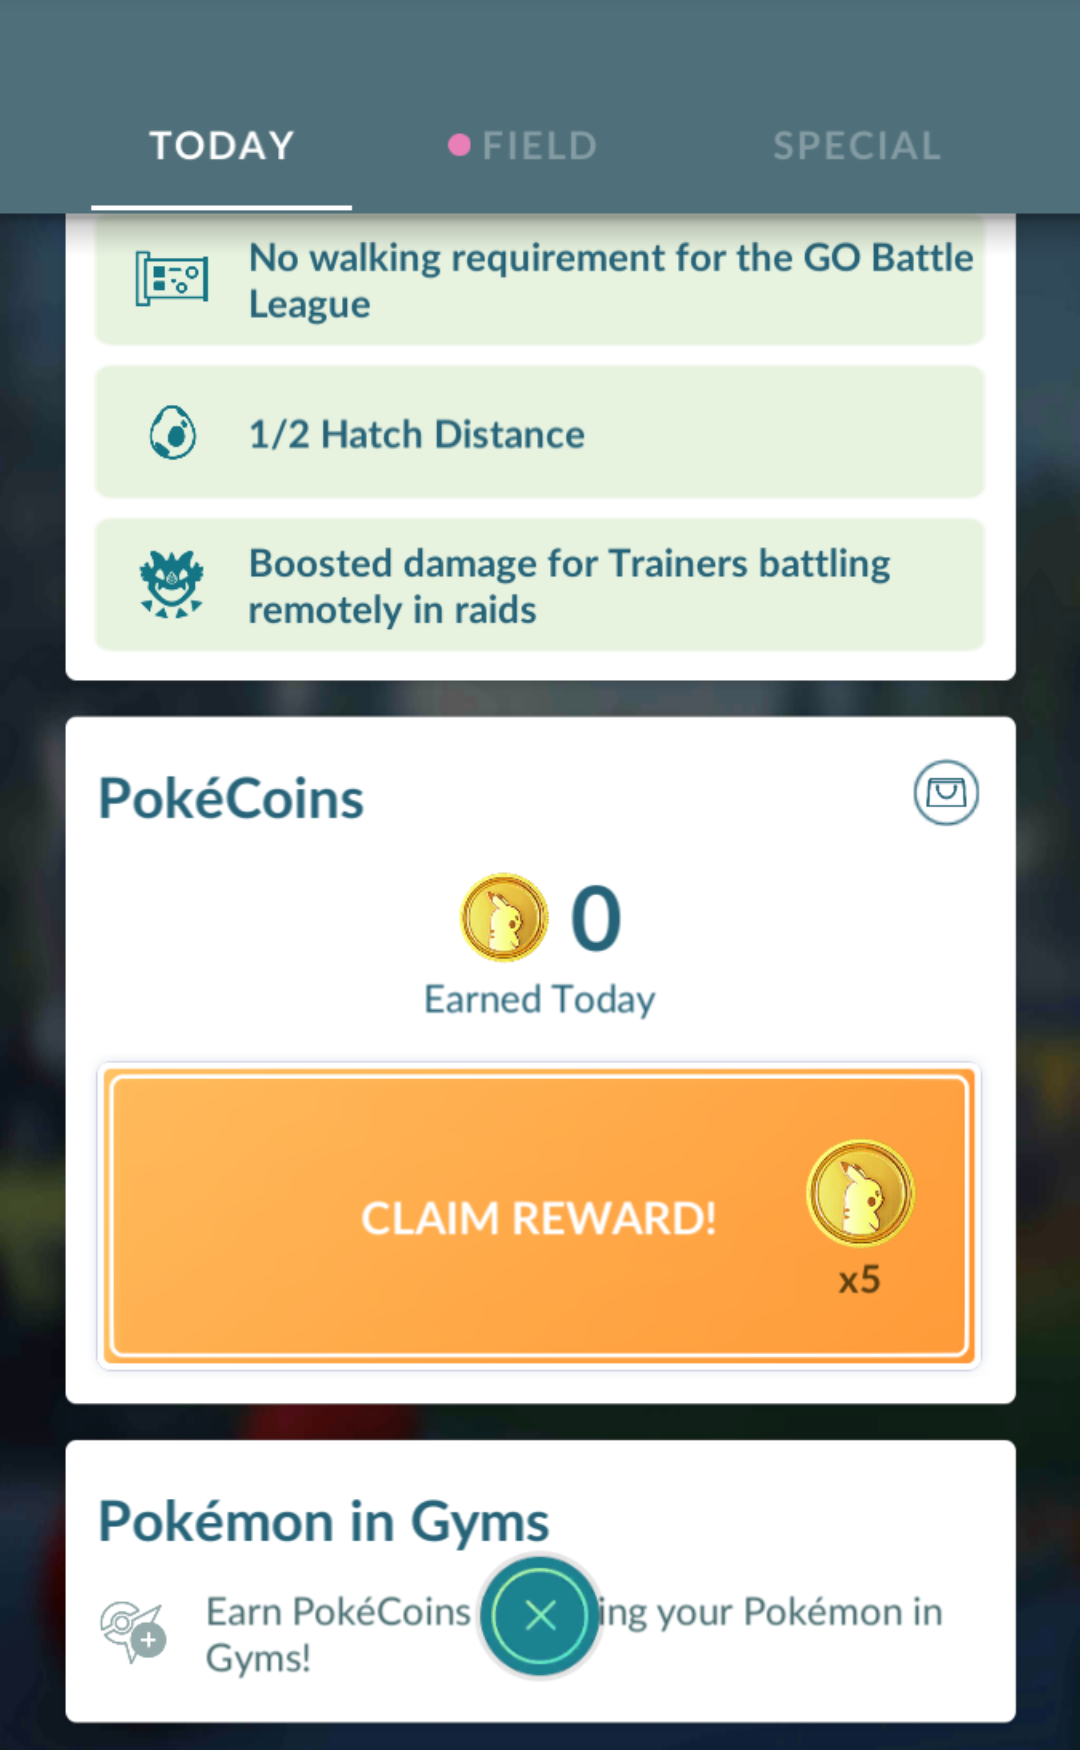 TODAY
FIELD
SPECIAL
No walking requirement for the GO Battle
League
1/2 Hatch Distance
Boosted damage for Trainers battling
remotely in raids
PokéCoins
0
Earned Today
CLAIM REWARD!
x5
Pokémon in Gyms
Earn PokéCoins ing your Pokémon in
Gyms!